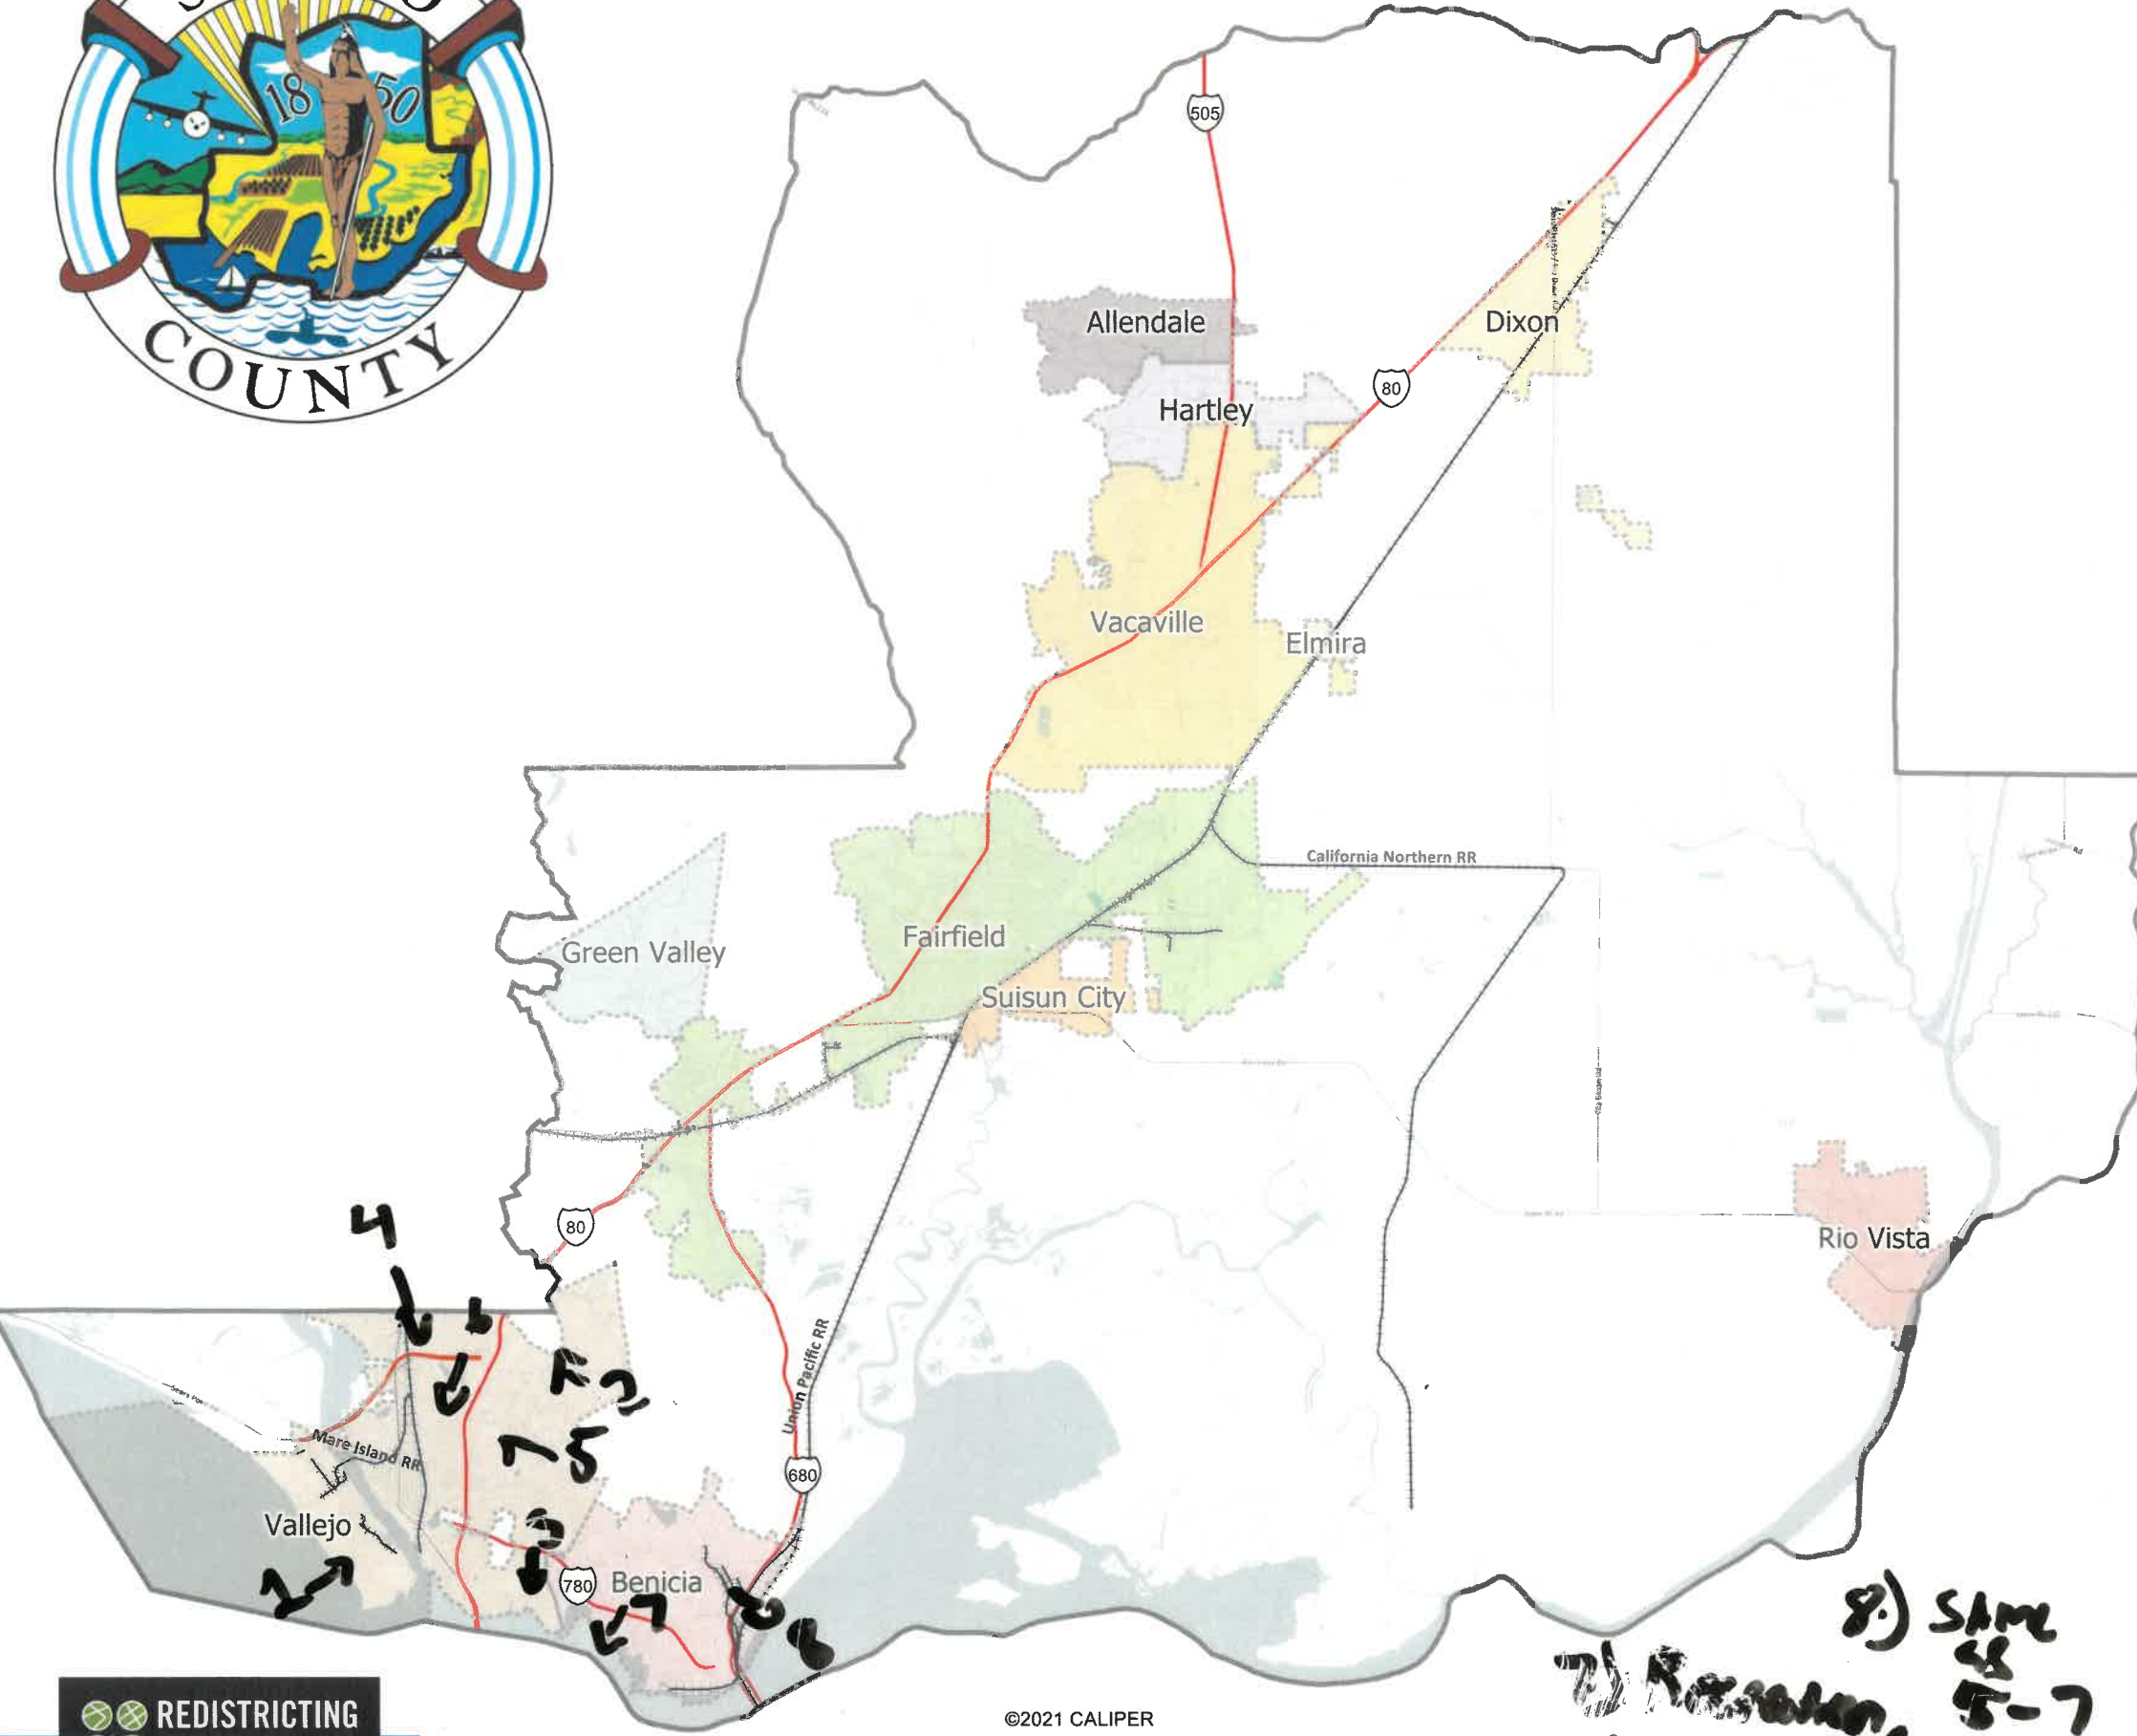 18 50
COUNTY
505
Allendale
Dixon
80
Hartley
Vacaville
Elmira
California Northern RR
Rd
Green Valley
Fairfield
Suisun City
80
4
6
Rio Vista
Union Pacific RR
2
5
Mare Island RR
680
Vallejo
3
1
780
Benicia
7
8
8.) SAME
as
5-7
7)
REDISTRICTING
©2021 CALIPER